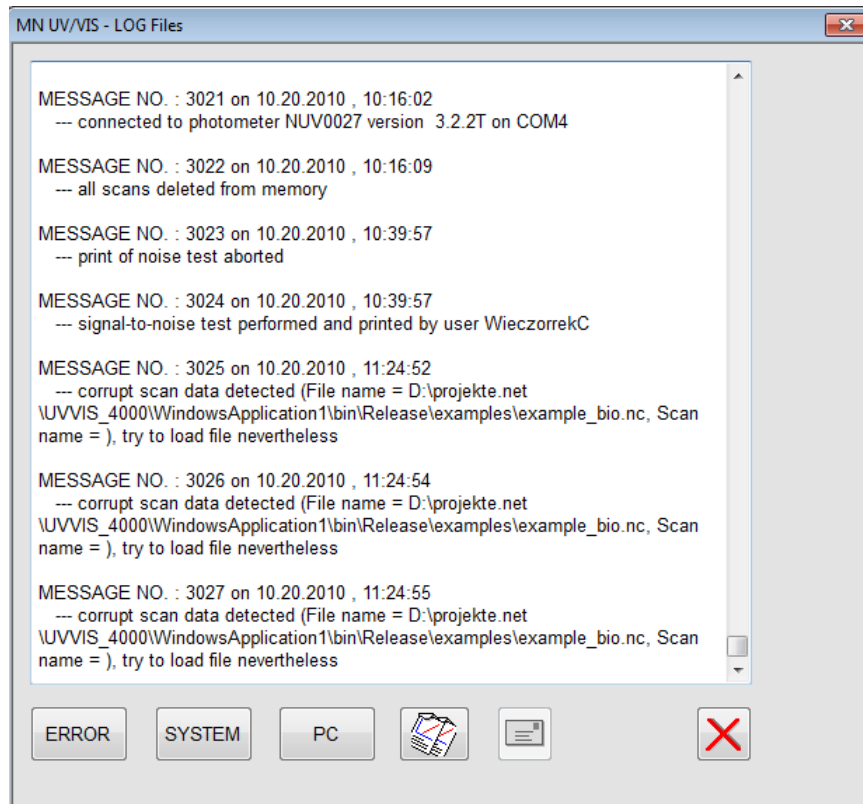 MN UV/VIS - LOG Files
MESSAGE NO. : 3021 on 10.20.2010 , 10:16:02
--- connected to photometer NUV0027 version  3.2.2T on COM4
MESSAGE NO. : 3022 on 10.20.2010 , 10:16:09
--- all scans deleted from memory
MESSAGE NO. : 3023 on 10.20.2010 , 10:39:57
--- print of noise test aborted
MESSAGE NO. : 3024 on 10.20.2010 , 10:39:57
--- signal-to-noise test performed and printed by user WieczorrekC
MESSAGE NO. : 3025 on 10.20.2010 , 11:24:52
--- corrupt scan data detected (File name = D:\projekte.net
\UVVIS_4000\WindowsApplication1\bin\Release\examples\example_bio.nc, Scan
name = ), try to load file nevertheless
MESSAGE NO. : 3026 on 10.20.2010 , 11:24:54
--- corrupt scan data detected (File name = D:\projekte.net
\UVVIS_4000\WindowsApplication1\bin\Release\examples\example_bio.nc, Scan
name = ), try to load file nevertheless
MESSAGE NO. : 3027 on 10.20.2010 , 11:24:55
--- corrupt scan data detected (File name = D:\projekte.net
\UVVIS_4000\WindowsApplication1\bin\Release\examples\example_bio.nc, Scan
name = ), try to load file nevertheless
ERROR SYSTEM PC